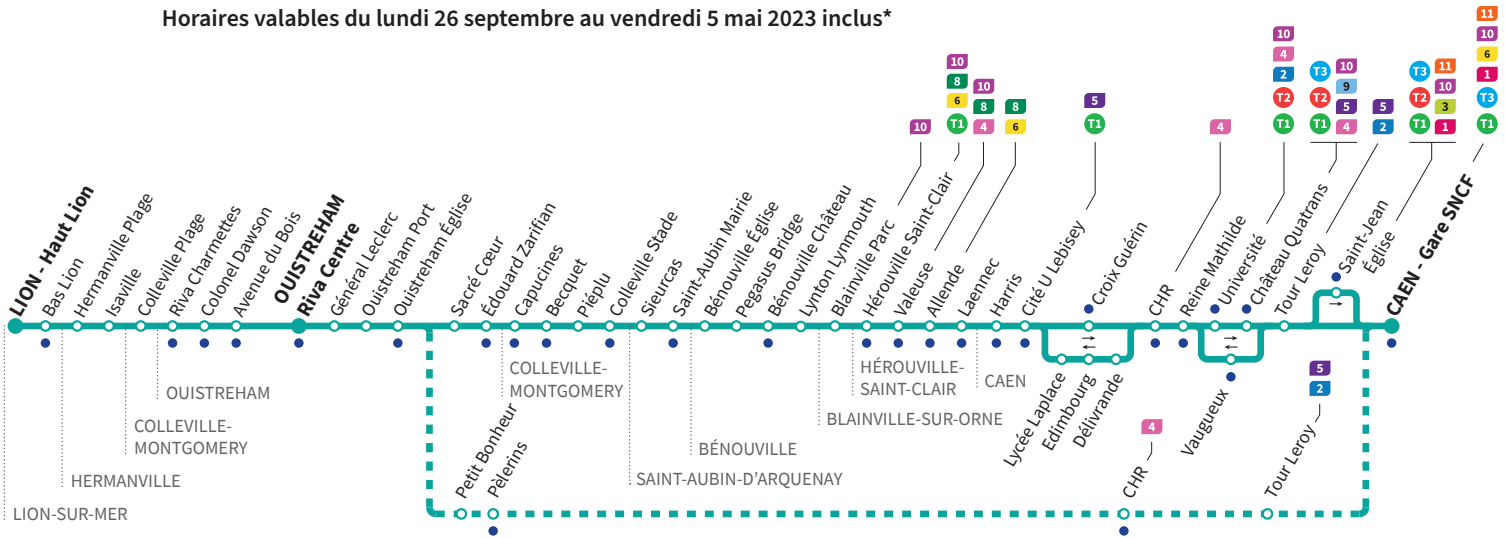 Horaires valables du lundi 26 septembre au vendredi 5 mai 2023 inclus*
LION - Haut Lion
Bas Lion
Hermanville Plage
Isaville
Colleville Plage
Riva Charmettes
Colonel Dawson
Avenue du Bois
OUISTREHAM
Riva Centre
Général Leclerc
Ouistreham Port
Ouistreham Église
Sacré Cœur
Édouard Zarifian
Capucines
Becquet
Piéplu
Colleville Stade
Sieurcas
Saint-Aubin Mairie
Bénouville Église
Pegasus Bridge
Bénouville Château
Lynton Lynmouth
Blainville Parc
10
Hérouville Saint-Clair
10
8
6
T1
Valeuse
10
8
4
Allende
8
6
Laennec
Harris
Cité U Lebisey
Croix Guérin
5
T1
CHR
4
Reine Mathilde
Université
10
4
2
T2
T1
Château Quatrans
T3 10
9
T2 5
T1 4
Tour Leroy
5
2
Saint-Jean
Église
T3 11
10
T2 3
T1 1
CAEN - Gare SNCF
11
10
6
1
T3
T1
Lycée Laplace
Edimbourg
Délivrande
Vaugueux
Petit Bonheur
Pèlerins
CHR
4
Tour Leroy
5
2
LION-SUR-MER
HERMANVILLE
COLLEVILLE-
MONTGOMERY
OUISTREHAM
COLLEVILLE-
MONTGOMERY
SAINT-AUBIN-D'ARQUENAY
BÉNOUVILLE
BLAINVILLE-SUR-ORNE
HÉROUVILLE-
SAINT-CLAIR
CAEN